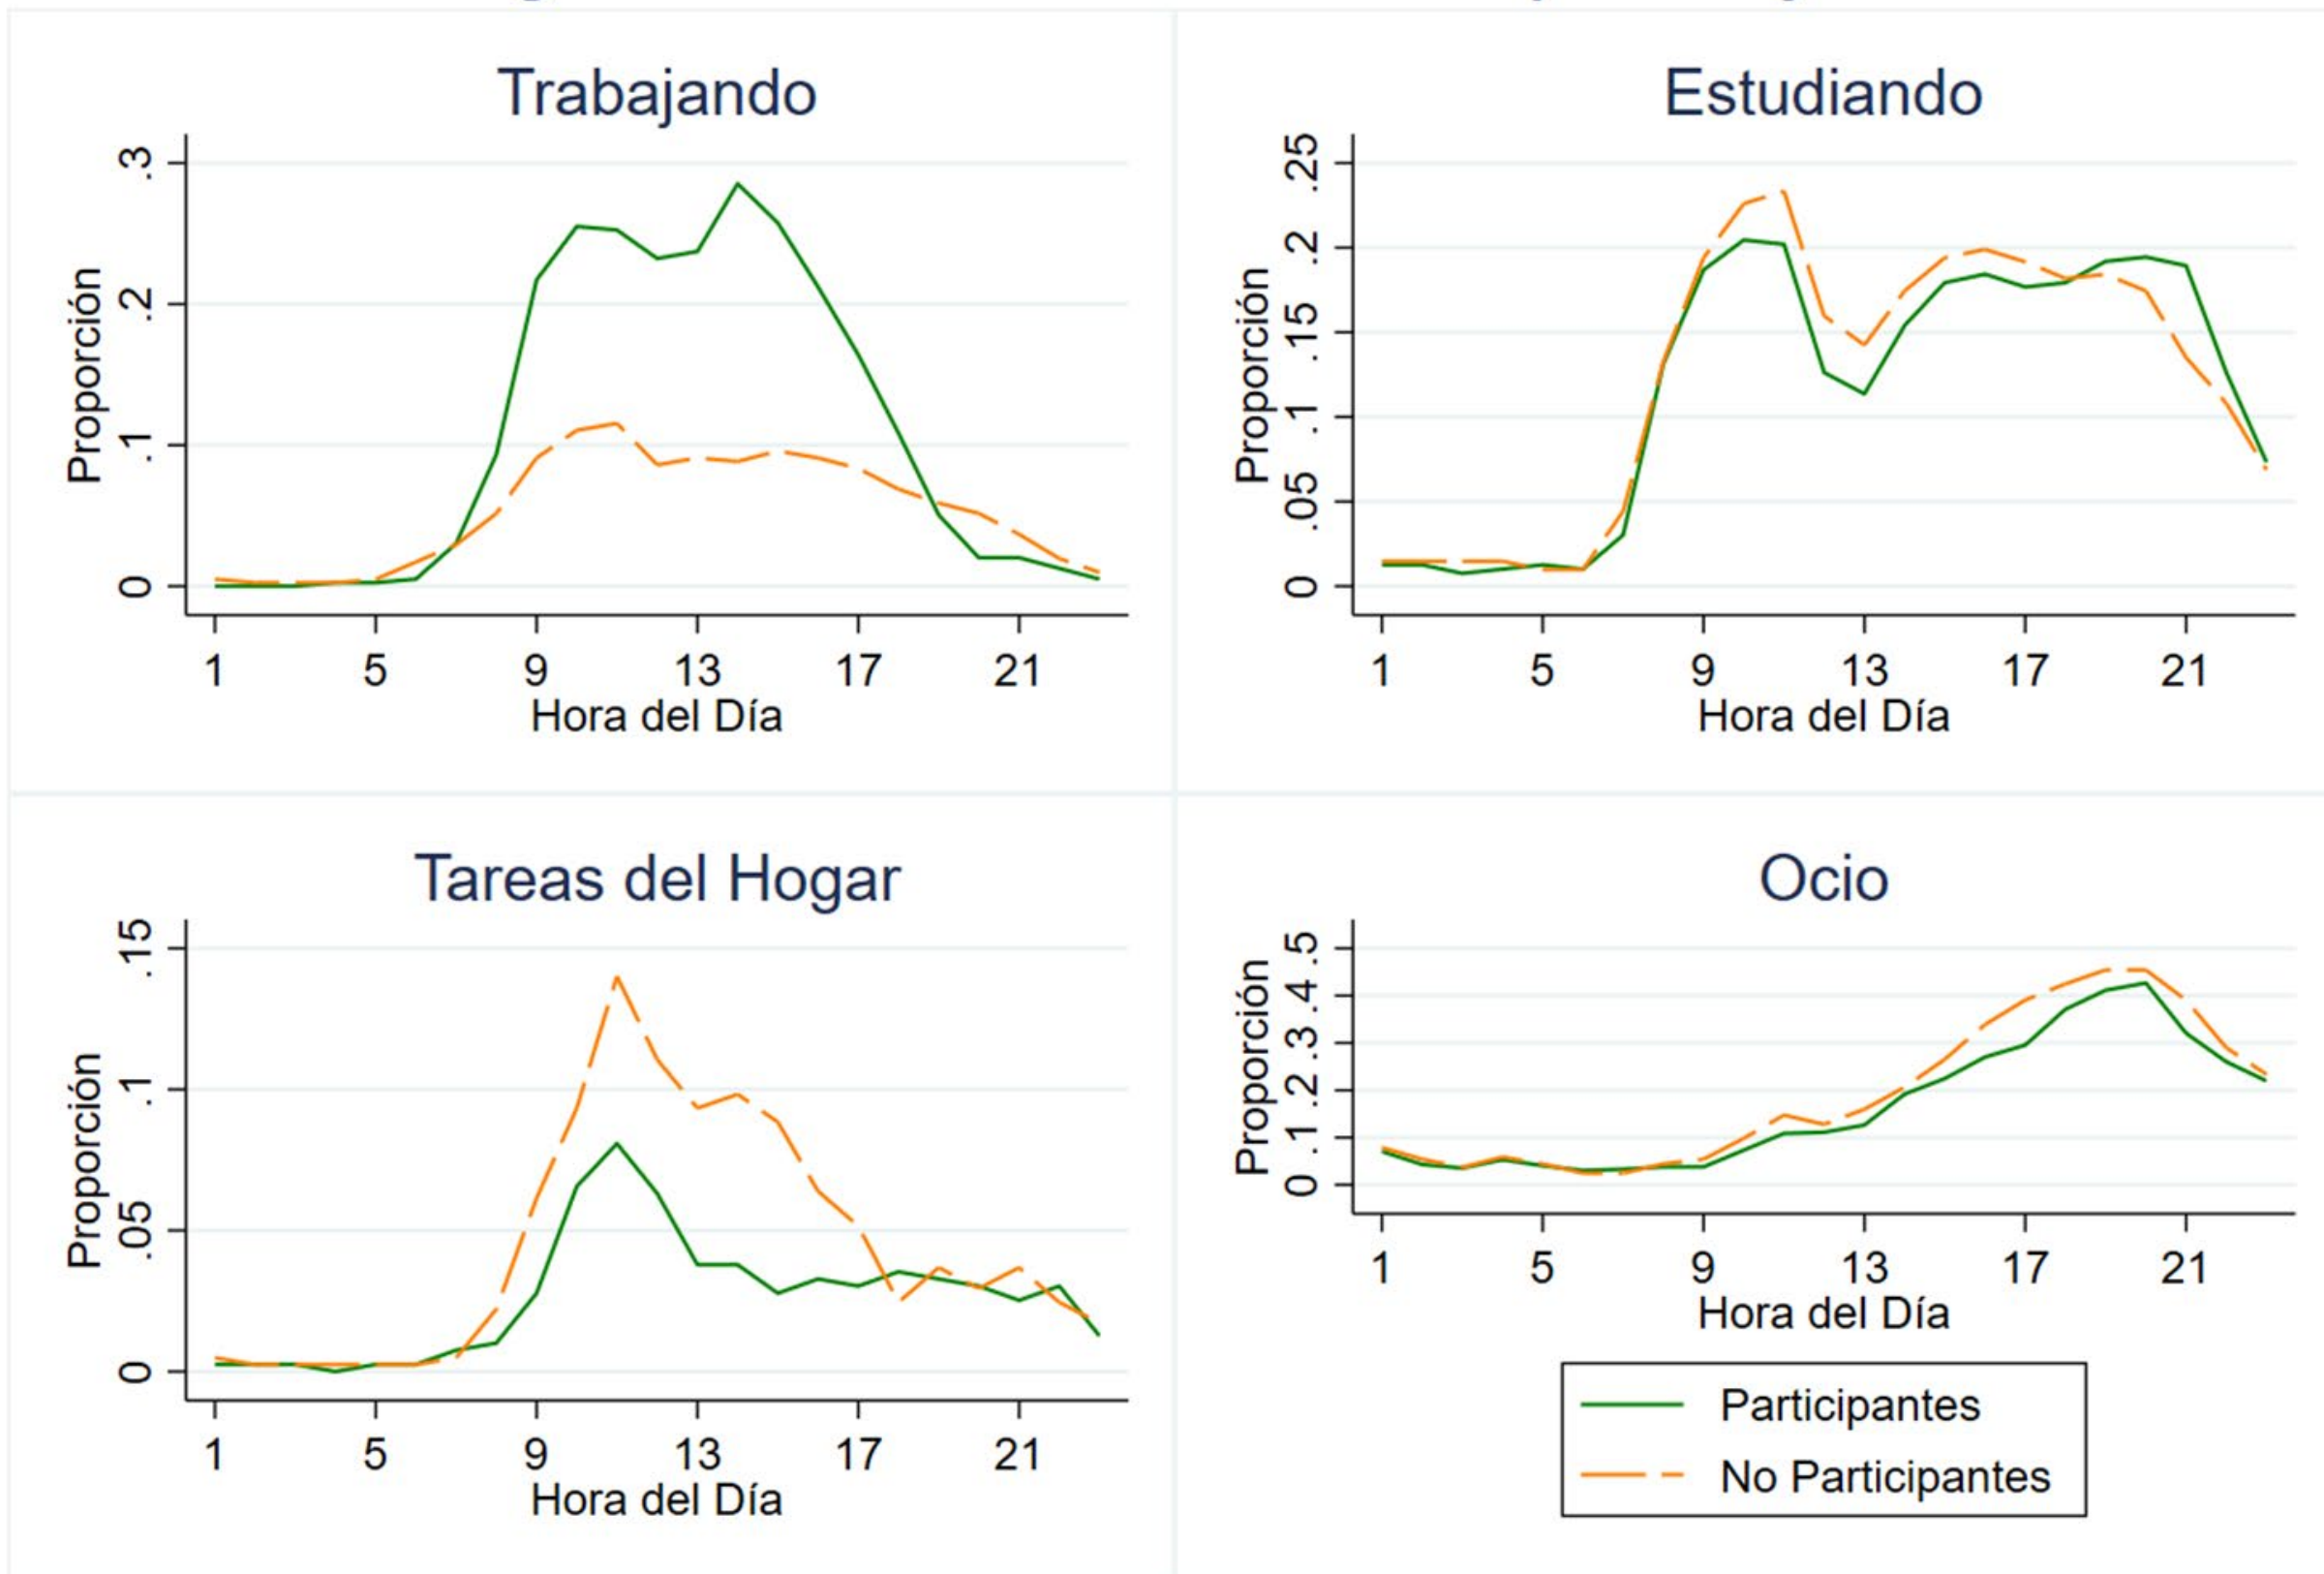 Trabajando
Proporción
.3
.2
.1
0
1 5 9 13 17 21
Hora del Día
Estudiando
Proporción
.25
.2
.15
.1
.05
0
1 5 9 13 17 21
Hora del Día
Tareas del Hogar
Proporción
.15
.1
.05
0
1 5 9 13 17 21
Hora del Día
Ocio
Proporción
.5
.4
.3
.2
.1
0
1 5 9 13 17 21
Hora del Día
Participantes
No Participantes